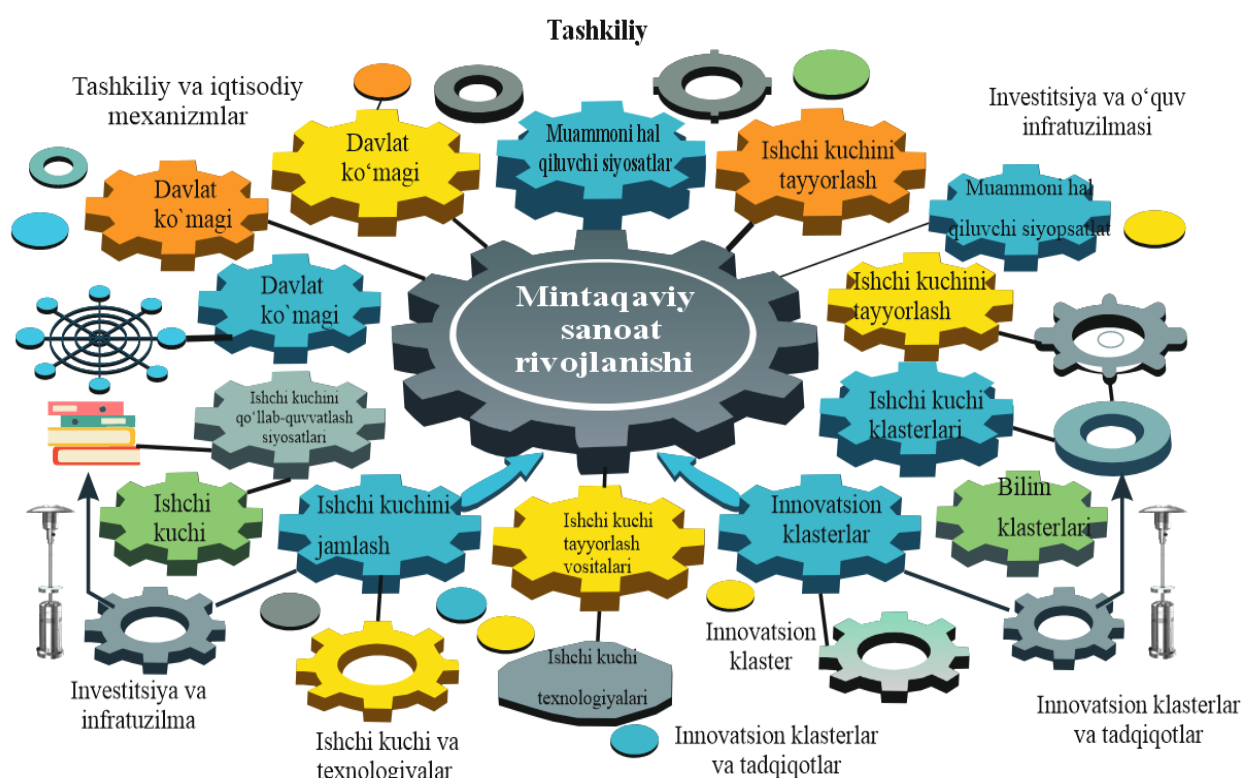 Tashkiliy
Tashkiliy va iqtisodiy
mexanizmlar
Davlat
ko‘magi
Muammoni hal
qiluvchi siyosatlar
Ishchi kuchini
tayyorlash
Investitsiya va o‘quv
infratuzilmasi
Davlat
ko`magi
Muammoni hal
qiluvchi siyopsatlat
Davlat
ko`magi
Mintaqaviy
sanoat
rivojlanishi
Ishchi kuchini
tayyorlash
Ishchi kuchini
qo‘llab-quvvatlash
siyosatlari
Ishchi kuchi
klasterlari
Ishchi
kuchi
Ishchi kuchini
jamlash
Ishchi kuchi
tayyorlash
vositalari
Innovatsion
klasterlar
Bilim
klasterlari
Investitsiya va
infratuzilma
Ishchi kuchi va
texnologiyalar
Ishchi kuchi
texnologiyalari
Innovatsion
klaster
Innovatsion klasterlar
va tadqiqotlar
Innovatsion klasterlar
va tadqiqotlar